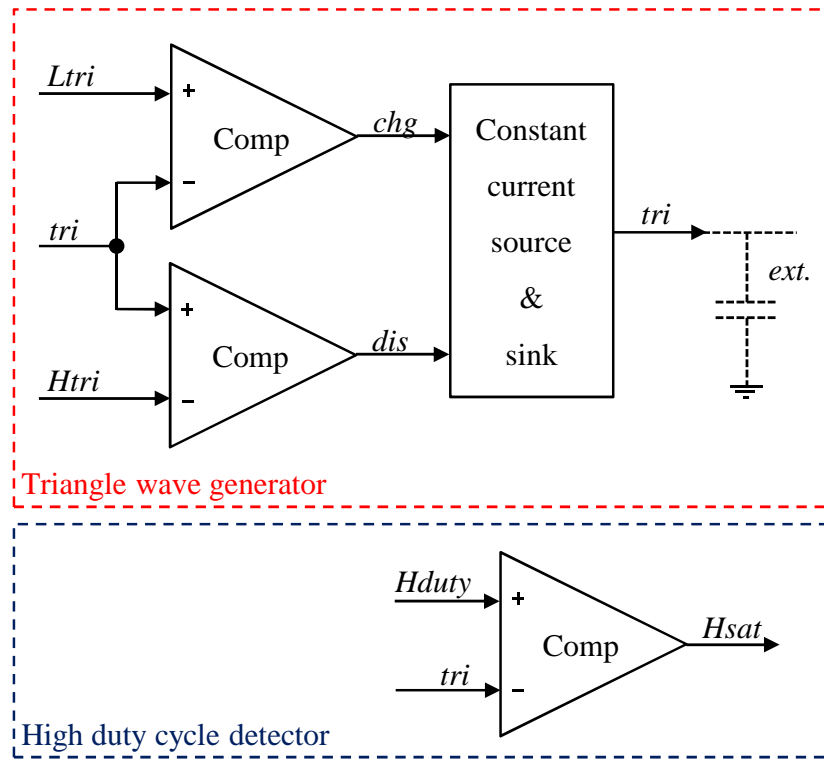 Ltri
+
Comp
chg
−
tri
+
Comp
dis
Htri
−
Constant
current
source
&
sink
tri
ext.
Triangle wave generator
Hduty
+
Comp
Hsat
tri
−
High duty cycle detector